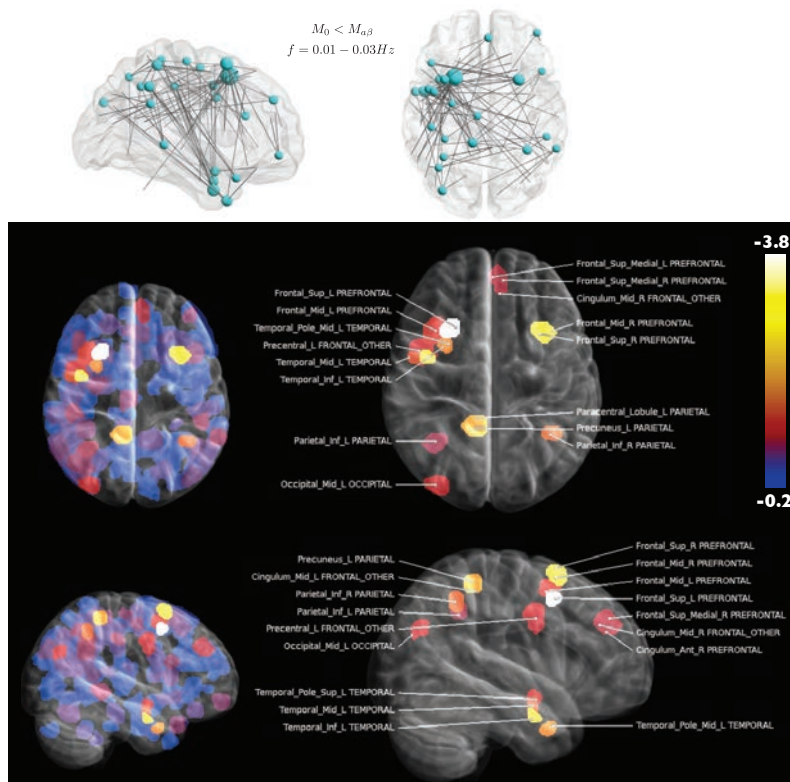 M₀ < Mₐᵦ
f = 0.01 − 0.03Hz
-3.8
-0.2
Frontal_Sup_L PREFRONTAL
Frontal_Mid_L PREFRONTAL
Temporal_Pole_Mid_L TEMPORAL
Precentral_L FRONTAL_OTHER
Temporal_Mid_L TEMPORAL
Temporal_Inf_L TEMPORAL
Parietal_Inf_L PARIETAL
Occipital_Mid_L OCCIPITAL
Frontal_Sup_Medial_L PREFRONTAL
Frontal_Sup_Medial_R PREFRONTAL
Cingulum_Mid_R FRONTAL_OTHER
Frontal_Mid_R PREFRONTAL
Frontal_Sup_R PREFRONTAL
Paracentral_Lobule_L PARIETAL
Precuneus_L PARIETAL
Parietal_Inf_R PARIETAL
Precuneus_L PARIETAL
Cingulum_Mid_L FRONTAL_OTHER
Parietal_Inf_R PARIETAL
Parietal_Inf_L PARIETAL
Precentral_L FRONTAL_OTHER
Occipital_Mid_L OCCIPITAL
Temporal_Pole_Sup_L TEMPORAL
Temporal_Mid_L TEMPORAL
Temporal_Inf_L TEMPORAL
Frontal_Sup_R PREFRONTAL
Frontal_Mid_R PREFRONTAL
Frontal_Mid_L PREFRONTAL
Frontal_Sup_L PREFRONTAL
Frontal_Sup_Medial_R PREFRONTAL
Cingulum_Mid_R FRONTAL_OTHER
Cingulum_Ant_R PREFRONTAL
Temporal_Pole_Mid_L TEMPORAL